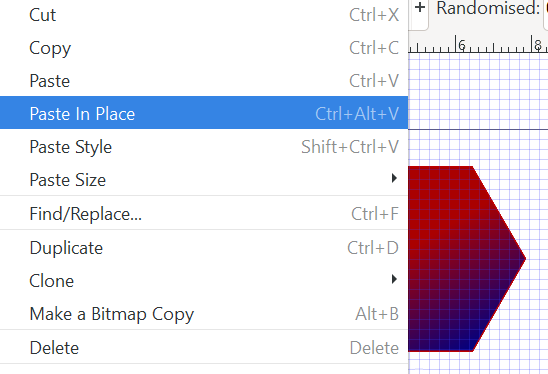 Cut Ctrl+X
Randomised:
Copy Ctrl+C
6 8
Paste Ctrl+V
Paste In Place Ctrl+Alt+V
Paste Style Shift+Ctrl+V
Paste Size
Find/Replace... Ctrl+F
Duplicate Ctrl+D
Clone
Make a Bitmap Copy Alt+B
Delete Delete